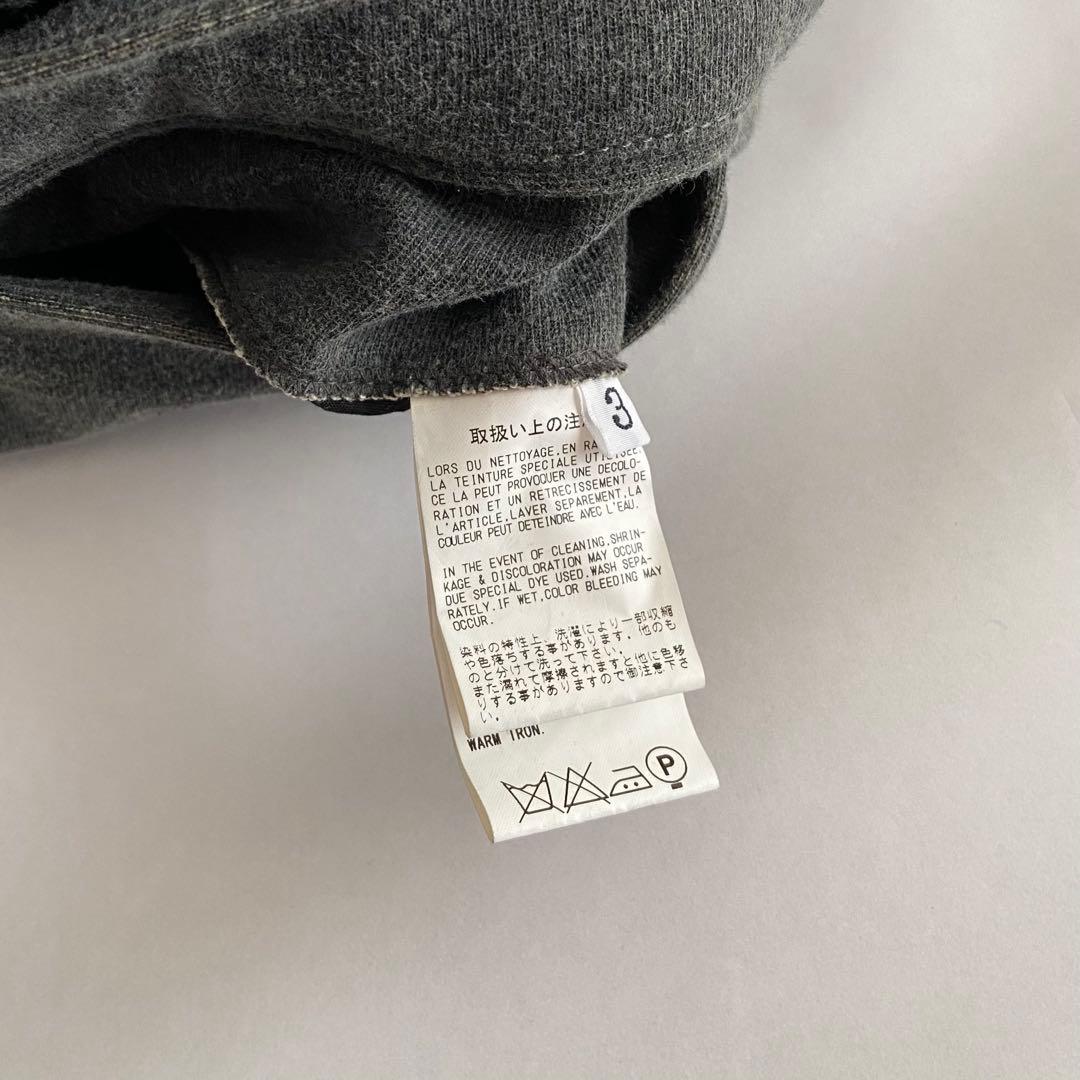 3
取扱い上の注
LORS DU NETTOYAGE,EN
LA TEINTURE SPECIALE UTILISEE,
CE LA PEUT PROVOQUER UNE DECOLO-
RATION ET UN RETRECISSEMENT DE
L'ARTICLE,LAVER SEPAREMENT,LA
COULEUR PEUT DETEINDRE AVEC L'EAU.
IN THE EVENT OF CLEANING,SHRIN-
KAGE & DISCOLORATION MAY OCCUR
DUE SPECIAL DYE USED.WASH SEPA-
RATELY.IF WET,COLOR BLEEDING MAY
OCCUR.
染料の特性上、洗濯により一部収縮
や色落ちする事があります。他のも
のと分けて洗って下さい。
また濡れて摩擦されますと他に色移
りする事がありますので御注意下さ
い。
WARM IRON.
P